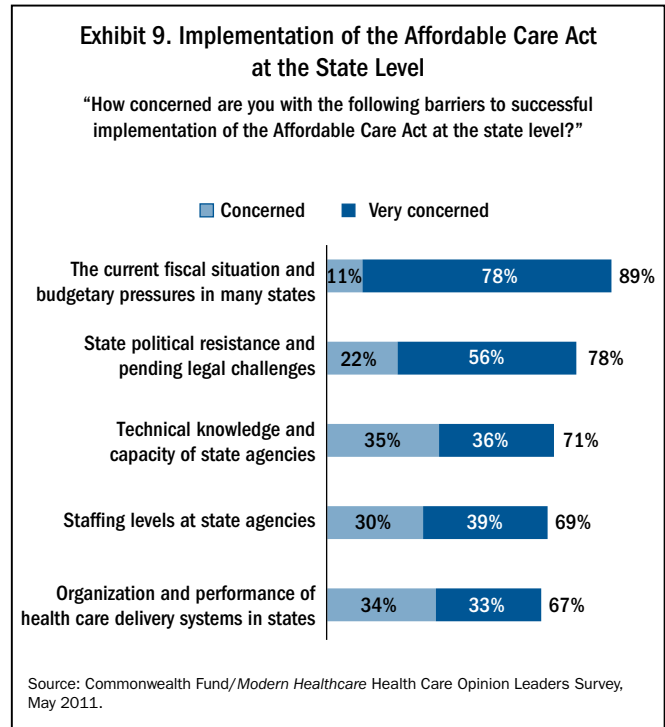 Exhibit 9. Implementation of the Affordable Care Act
at the State Level
“How concerned are you with the following barriers to successful
implementation of the Affordable Care Act at the state level?”
Concerned Very concerned
The current fiscal situation and
budgetary pressures in many states
11% 78% 89%
State political resistance and
pending legal challenges
22% 56% 78%
Technical knowledge and
capacity of state agencies
35% 36% 71%
Staffing levels at state agencies
30% 39% 69%
Organization and performance of
health care delivery systems in states
34% 33% 67%
Source: Commonwealth Fund/Modern Healthcare Health Care Opinion Leaders Survey,
May 2011.